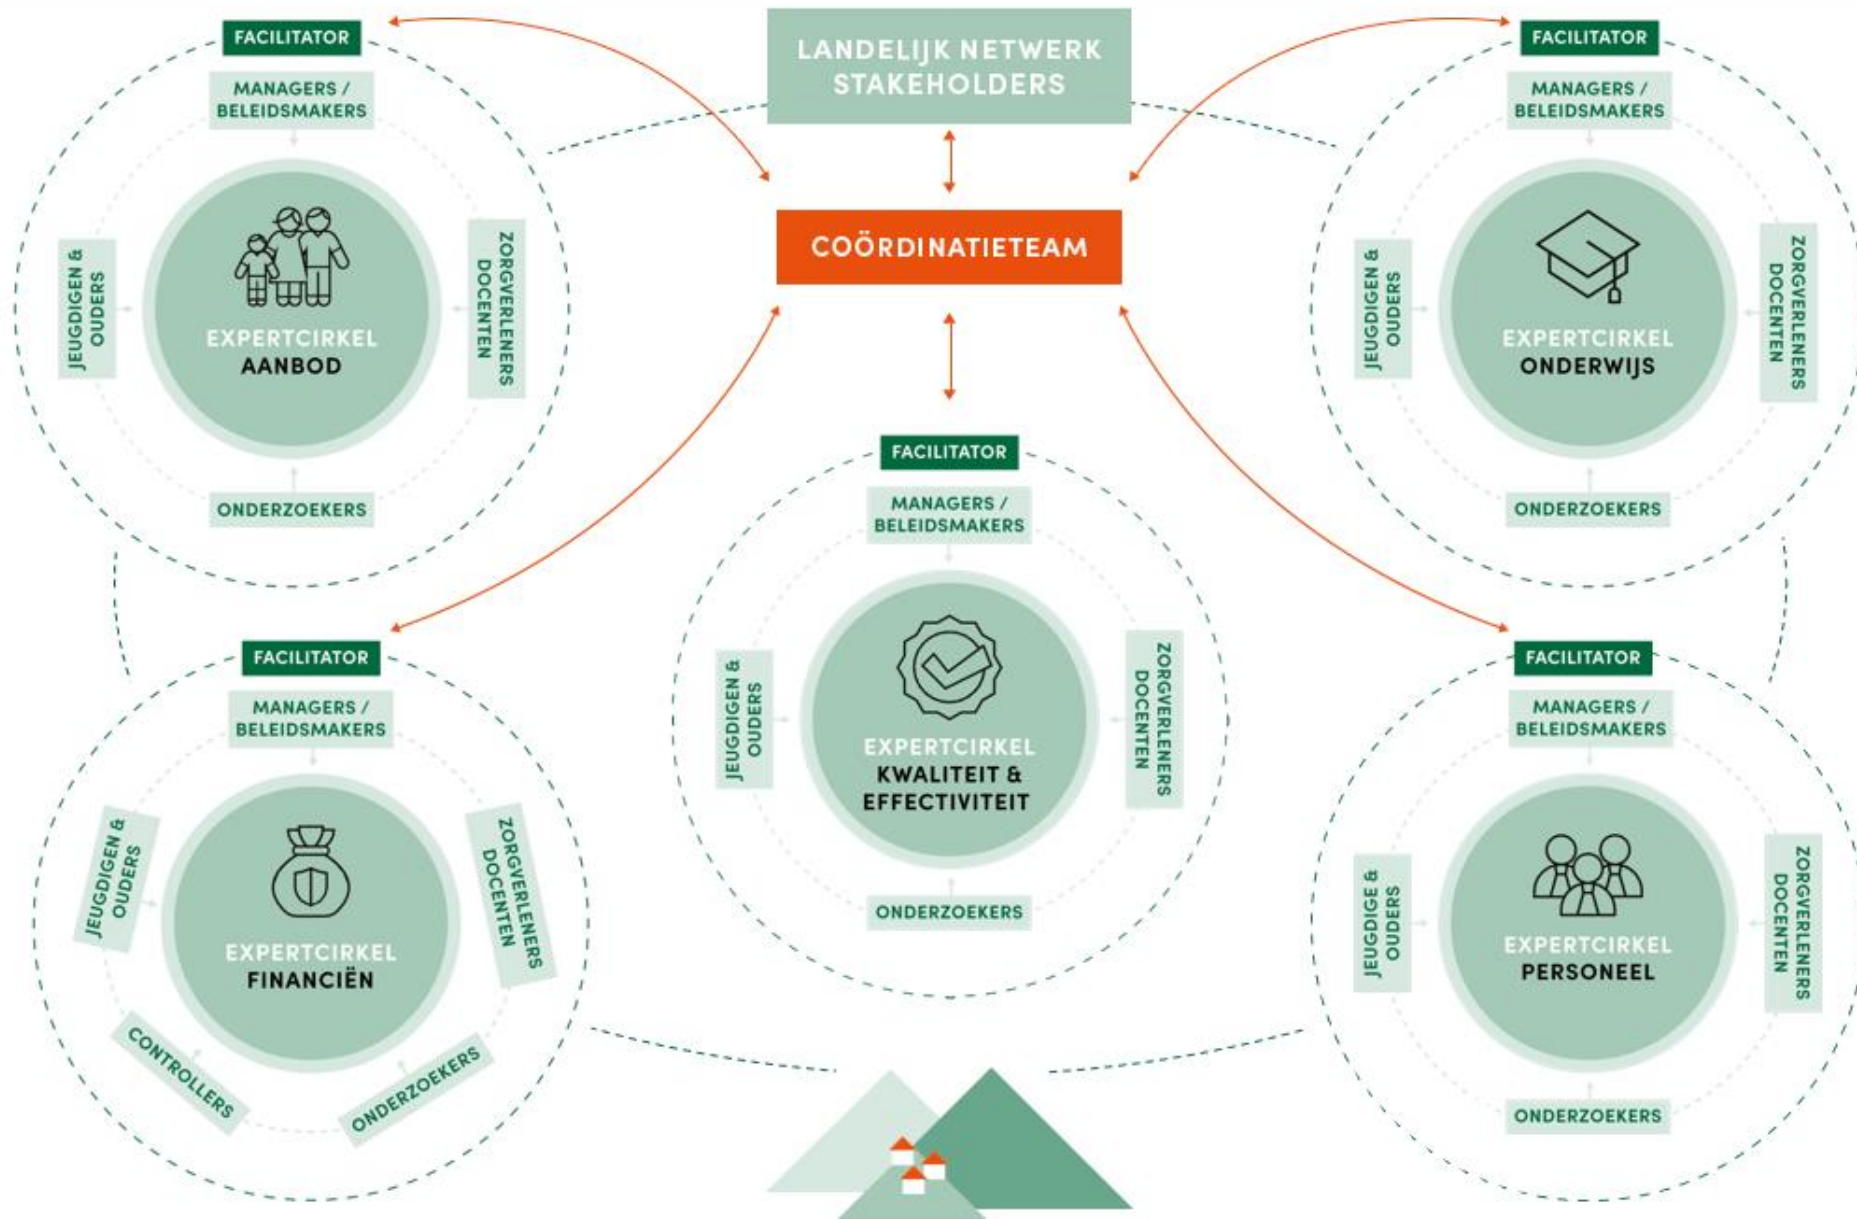 LANDELIJK NETWERK
STAKEHOLDERS
COÖRDINATIETEAM
FACILITATOR
MANAGERS /
BELEIDSMAKERS
JEUGDIGEN &
OUDERS
ZORGVERLENERS
DOCENTEN
EXPERTCIRKEL
AANBOD
ONDERZOEKERS
FACILITATOR
MANAGERS /
BELEIDSMAKERS
JEUGDIGEN &
OUDERS
ZORGVERLENERS
DOCENTEN
EXPERTCIRKEL
ONDERWIJS
ONDERZOEKERS
FACILITATOR
MANAGERS /
BELEIDSMAKERS
JEUGDIGEN &
OUDERS
ZORGVERLENERS
DOCENTEN
EXPERTCIRKEL
KWALITEIT &
EFFECTIVITEIT
ONDERZOEKERS
FACILITATOR
MANAGERS /
BELEIDSMAKERS
JEUGDIGEN &
OUDERS
ZORGVERLENERS
DOCENTEN
EXPERTCIRKEL
FINANCIËN
CONTROLLERS
ONDERZOEKERS
FACILITATOR
MANAGERS /
BELEIDSMAKERS
JEUGDIGE &
OUDERS
ZORGVERLENERS
DOCENTEN
EXPERTCIRKEL
PERSONEEL
ONDERZOEKERS